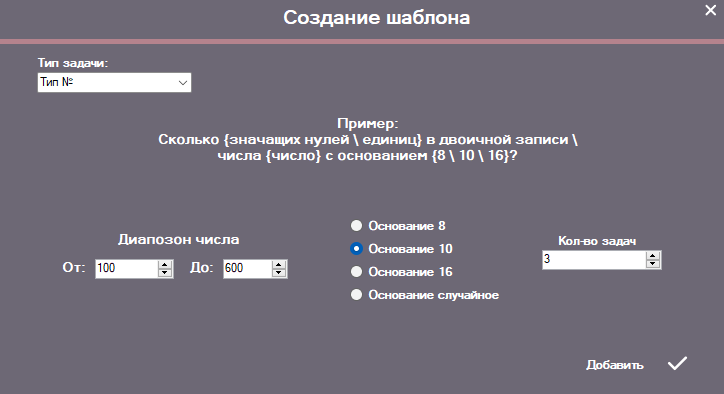 Создание шаблона
Тип задачи:
Тип №
Пример:
Сколько {значащих нулей \ единиц} в двоичной записи \
числа {число} с основанием {8 \ 10 \ 16}?
Диапозон числа
От: 100 До: 600
Основание 8
Основание 10
Основание 16
Основание случайное
Кол-во задач
3
Добавить